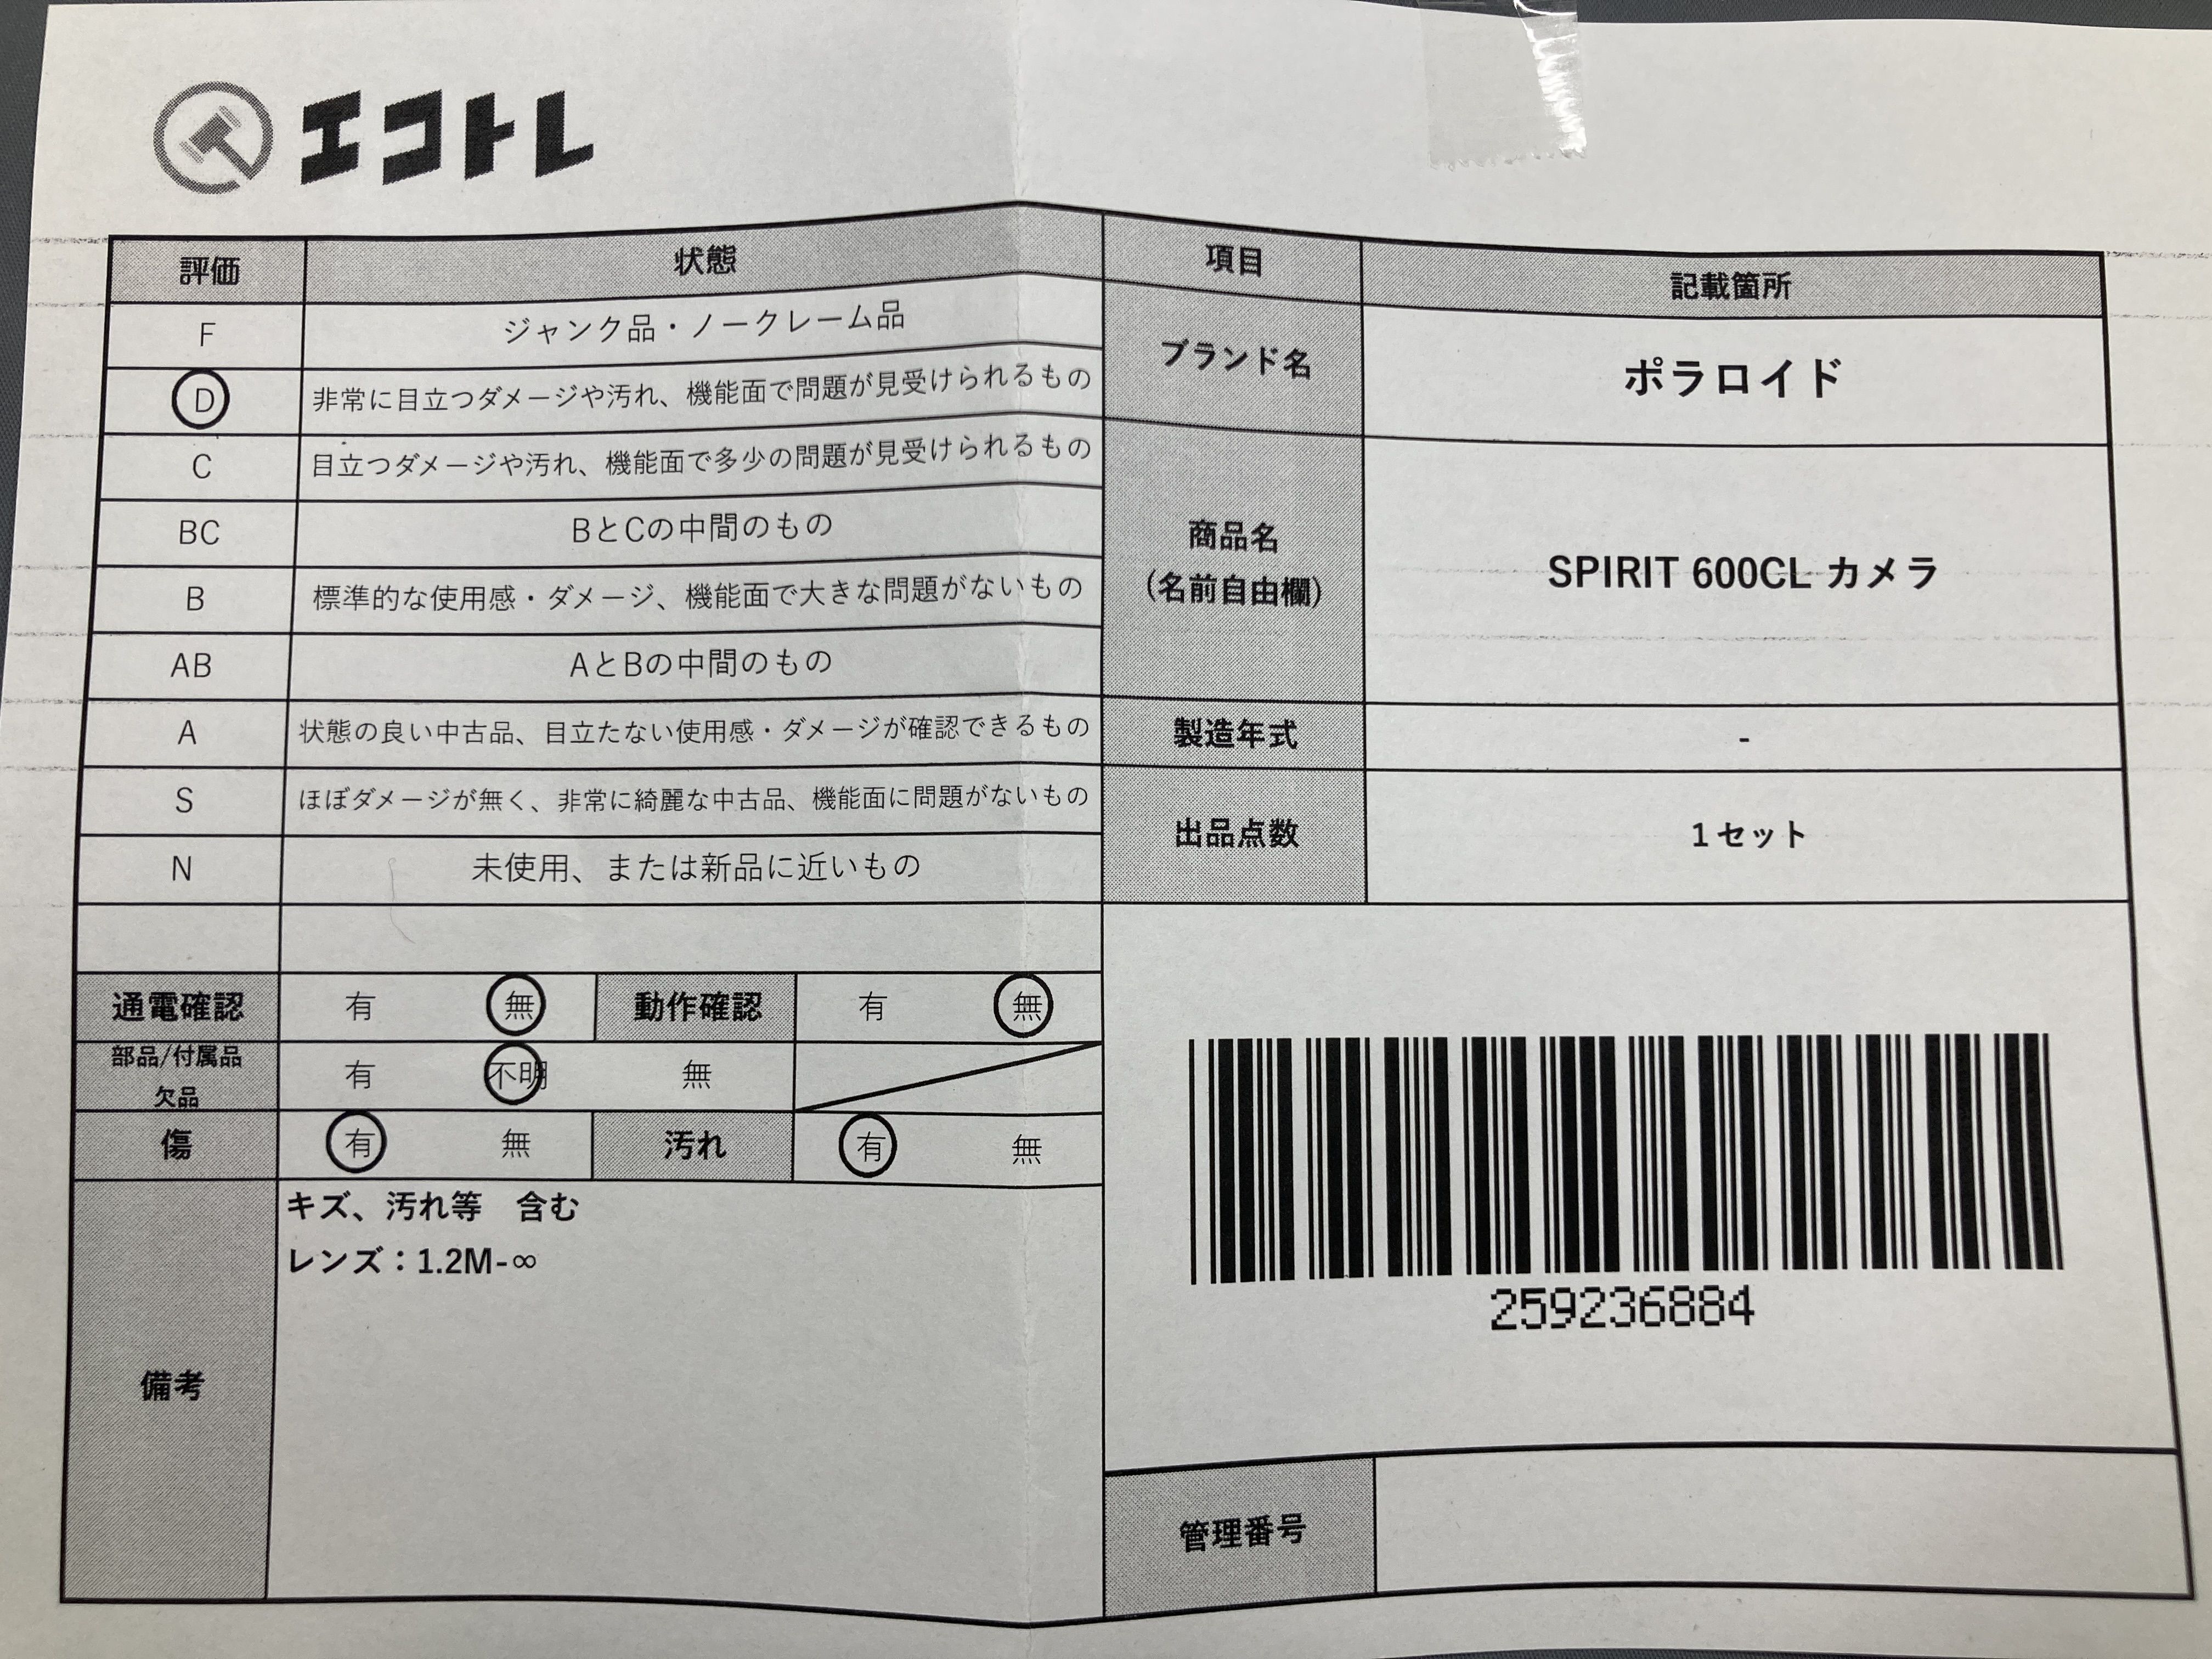 エコトレ
評価 状態 項目 記載箇所
F ジャンク品・ノークレーム品
D 非常に目立つダメージや汚れ、機能面で問題が見受けられるもの
C 目立つダメージや汚れ、機能面で多少の問題が見受けられるもの
BC BとCの中間のもの
B 標準的な使用感・ダメージ、機能面で大きな問題がないもの
AB AとBの中間のもの
A 状態の良い中古品、目立たない使用感・ダメージが確認できるもの
S ほぼダメージが無く、非常に綺麗な中古品、機能面に問題がないもの
N 未使用、または新品に近いもの
ブランド名 ポラロイド
商品名
(名前自由欄)
SPIRIT 600CL カメラ
製造年式 -
出品点数 1セット
通電確認 有 無 動作確認 有 無
部品/付属品
欠品
有 不明 無
傷 有 無 汚れ 有 無
備考
キズ、汚れ等 含む
レンズ：1.2M-∞
259236884
管理番号